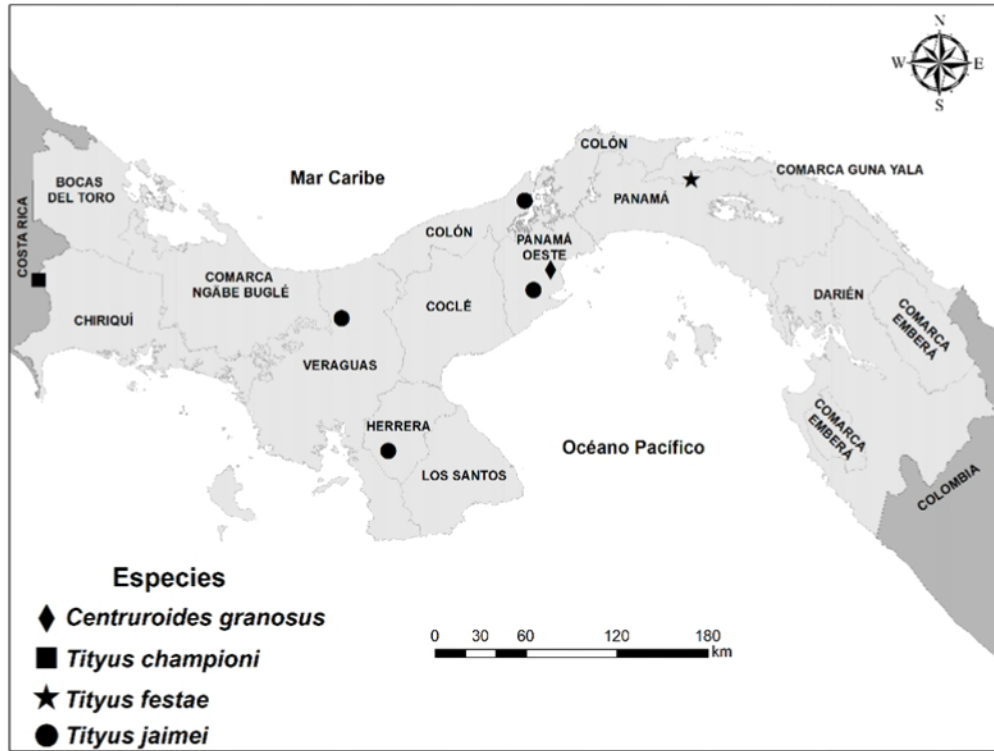 N
W E
S
COLÓN
COMARCA GUNA YALA
BOCAS
DEL TORO
Mar Caribe
PANAMÁ
COSTA RICA
COLÓN
PANAMÁ
OESTE
COMARCA
NGÄBE BUGLÉ
DARIÉN
CHIRIQUÍ
COCLÉ
COMARCA
EMBERÁ
VERAGUAS
HERRERA
COMARCA
EMBERÁ
Océano Pacífico
LOS SANTOS
COLOMBIA
Especies
Centruroides granosus
Tityus championi
Tityus festae
Tityus jaimei
0 30 60 120 180
km